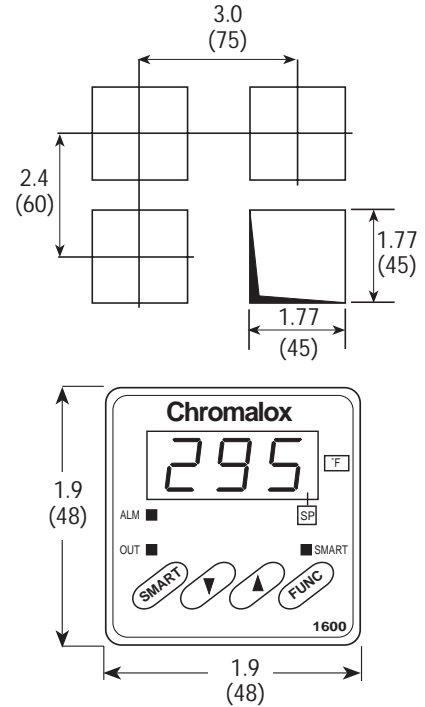 3.0
(75)
2.4
(60)
1.77
(45)
1.77
(45)
Chromalox
295
°F
1.9
(48)
ALM
SP
OUT
SMART
SMART
FUNC
1600
1.9
(48)